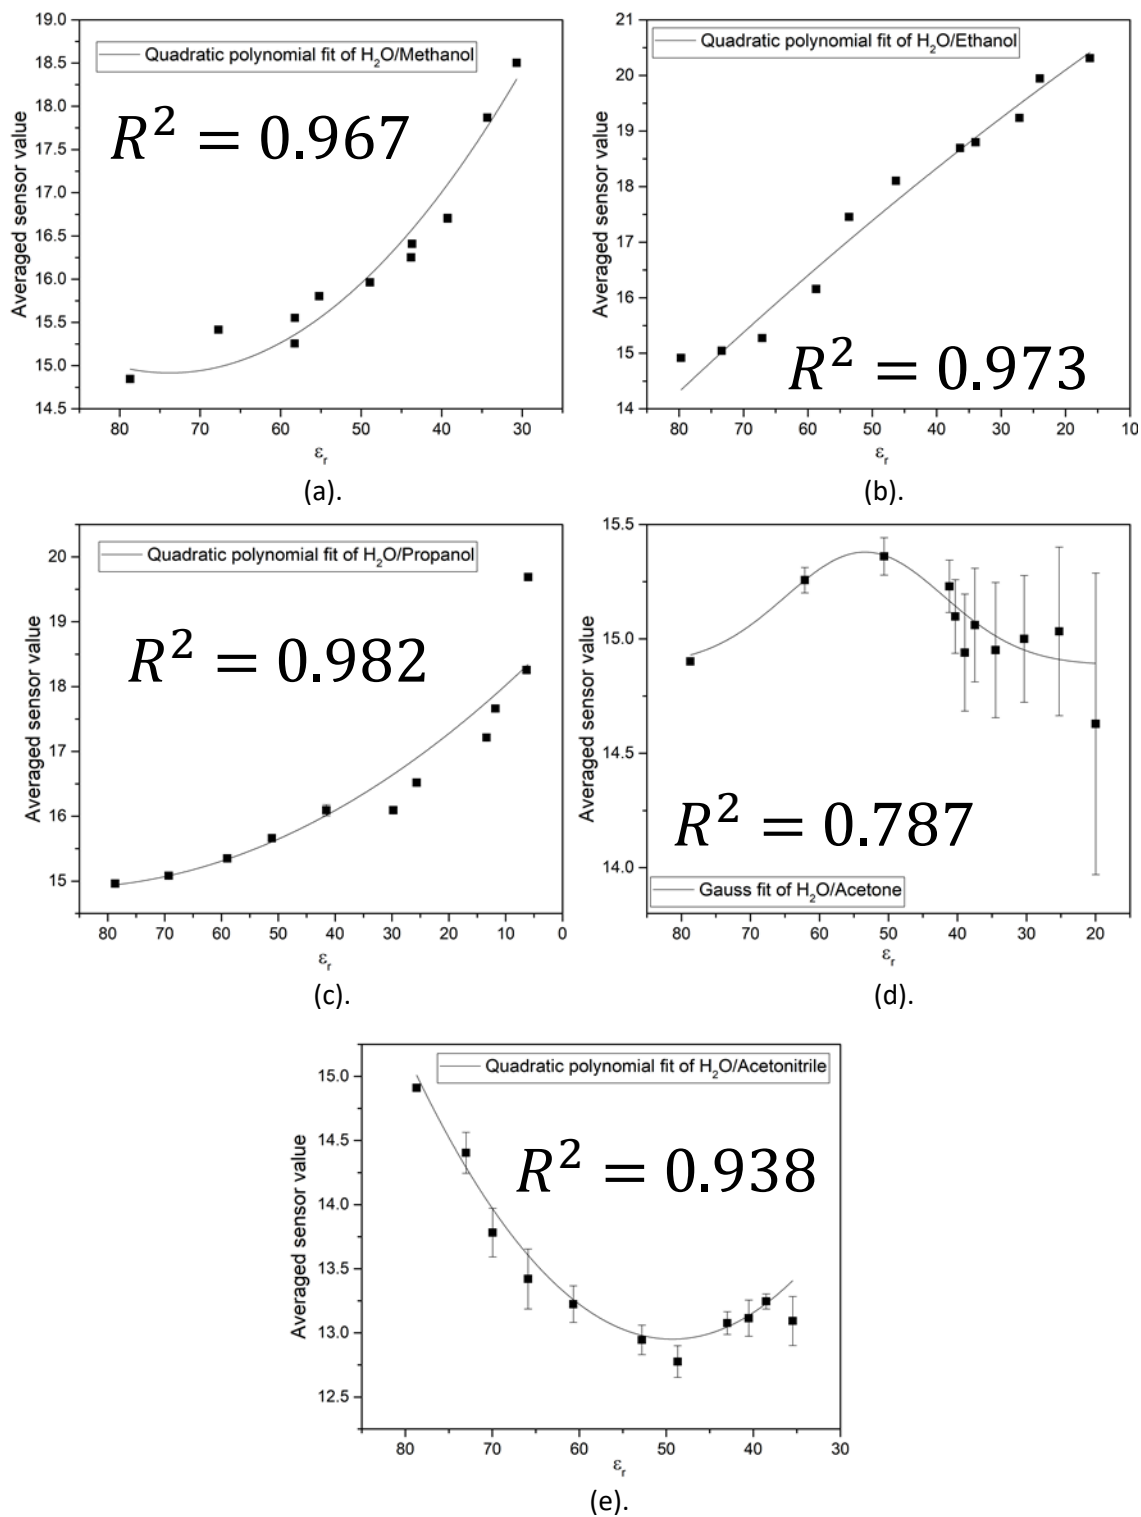 Quadratic polynomial fit of H₂O/Methanol
R² = 0.967
Averaged sensor value
19.0
18.5
18.0
17.5
17.0
16.5
16.0
15.5
15.0
14.5
80 70 60 50 40 30
εr
(a).
Quadratic polynomial fit of H₂O/Ethanol
R² = 0.973
Averaged sensor value
21
20
19
18
17
16
15
14
80 70 60 50 40 30 20 10
εr
(b).
Quadratic polynomial fit of H₂O/Propanol
R² = 0.982
Averaged sensor value
20
19
18
17
16
15
80 70 60 50 40 30 20 10 0
εr
(c).
15.5
15.0
14.5
14.0
Averaged sensor value
R² = 0.787
Gauss fit of H₂O/Acetone
80 70 60 50 40 30 20
εr
(d).
Quadratic polynomial fit of H₂O/Acetonitrile
R² = 0.938
Averaged sensor value
15.0
14.5
14.0
13.5
13.0
12.5
80 70 60 50 40 30
εr
(e).